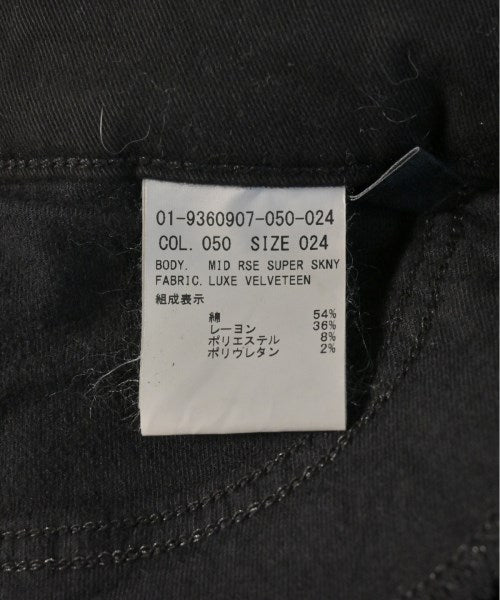 01-9360907-050-024
COL. 050 SIZE 024
BODY. MID RSE SUPER SKNY
FABRIC. LUXE VELVETEEN
組成表示
綿 54%
レーヨン 36%
ポリエステル 8%
ポリウレタン 2%